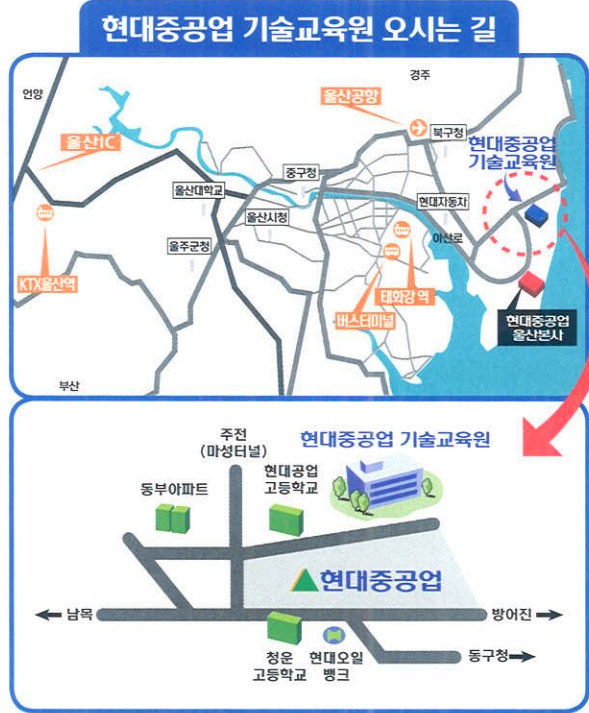 현대중공업 기술교육원 오시는 길
경주
언양
울산공항
울산IC
북구청
현대중공업
기술교육원
중구청
울산대학교
현대자동차
울산시청
아산로
울주군청
KTX울산역
태화강 역
버스터미널
현대중공업
울산본사
부산
주전
(마성터널)
현대중공업 기술교육원
현대공업
고등학교
동부아파트
현대중공업
남목
방어진
청운
고등학교
현대오일
뱅크
동구청